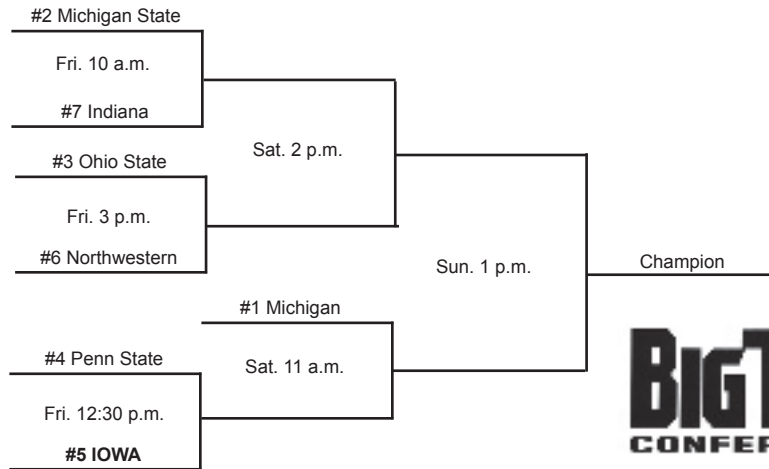 #2 Michigan State
Fri. 10 a.m.
#7 Indiana
Sat. 2 p.m.
#3 Ohio State
Fri. 3 p.m.
#6 Northwestern
Sun. 1 p.m.
Champion
#1 Michigan
Sat. 11 a.m.
#4 Penn State
Fri. 12:30 p.m.
#5 IOWA
BIG